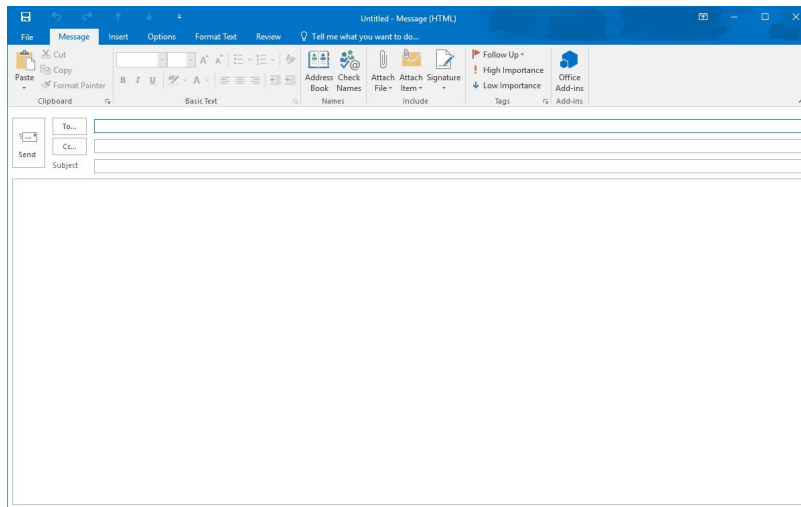 Untitled - Message (HTML)
File Message Insert Options Format Text Review Tell me what you want to do...
Paste
Cut
Copy
Format Painter
Clipboard
B I U A
A A
Basic Text
Address Book
Check Names
Names
Attach File
Attach Item
Signature
Include
Follow Up
High Importance
Low Importance
Tags
Office Add-ins
Add-ins
Send
To...
Cc...
Subject